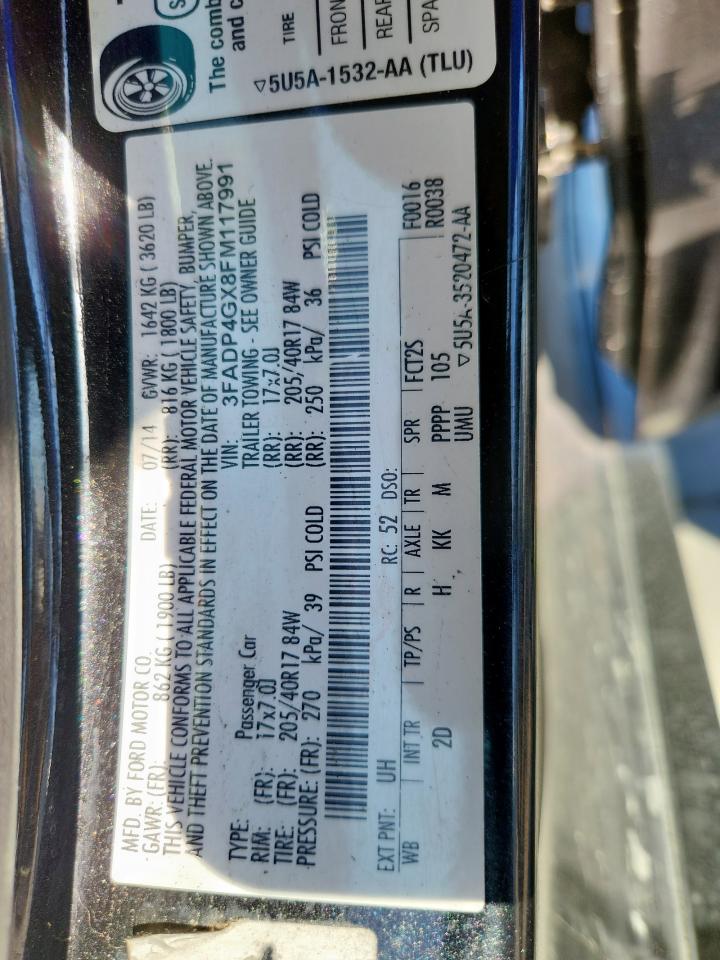 The comb
and c
TIRE
FRON
REAR
SPA
▽5U5A-1532-AA (TLU)
MFD. BY FORD MOTOR CO. DATE: 07/14 GVWR: 1642 KG ( 3620 LB)
GAWR: (FR): 862 KG ( 1900 LB) (RR): 816 KG ( 1800 LB)
THIS VEHICLE CONFORMS TO ALL APPLICABLE FEDERAL MOTOR VEHICLE SAFETY, BUMPER,
AND THEFT PREVENTION STANDARDS IN EFFECT ON THE DATE OF MANUFACTURE SHOWN ABOVE.
VIN: 3FADP4GX8FM117991
TYPE: Passenger Car TRAILER TOWING - SEE OWNER GUIDE
RIM: (FR): 17x7.0J (RR): 17x7.0J
TIRE: (FR): 205/40R17 84W (RR): 205/40R17 84W
PRESSURE: (FR): 270 kPa/ 39 PSI COLD (RR): 250 kPa/ 36 PSI COLD
EXT PNT: UH RC: 52 DSO: F0016
WB INT TR TP/PS R AXLE TR SPR FCT2S R0038
2D H KK M PPPP 105
UMU
▽5U5A-3520472-AA